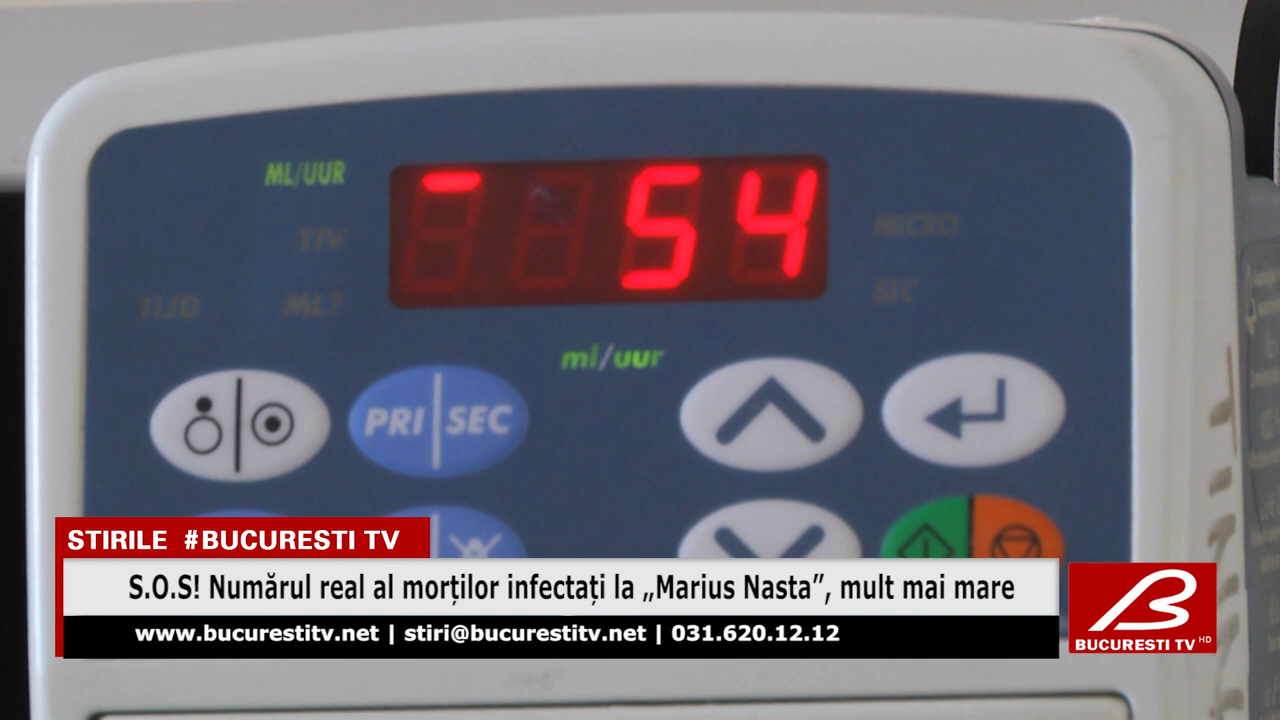 ML/UUR
TIV
TIJD ML?
54
MICRO
SEC
ml/uur
PRI SEC
STIRILE #BUCURESTI TV
S.O.S! Numărul real al morților infectați la „Marius Nasta”, mult mai mare
www.bucurestitv.net | stiri@bucurestitv.net | 031.620.12.12
BUCURESTI TV HD